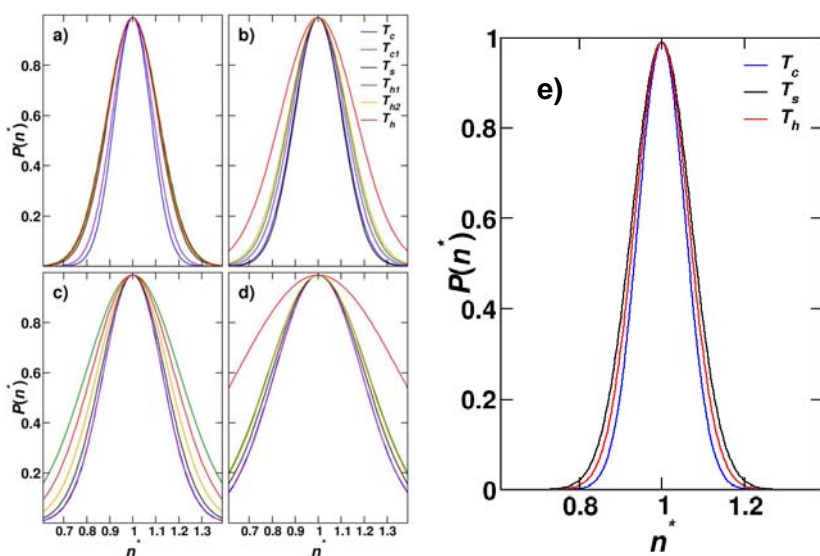 a)
b)
T_c
T_c1
T_s
T_h1
T_h2
T_h
P(n*)
0.8
0.6
0.4
0.2
c)
d)
P(n*)
0.8
0.6
0.4
0.2
0.7 0.8 0.9 1 1.1 1.2 1.3
0.7 0.8 0.9 1 1.1 1.2 1.3
n*
n*
e)
T_c
T_s
T_h
P(n*)
1
0.8
0.6
0.4
0.2
0
0.8 1 1.2
n*